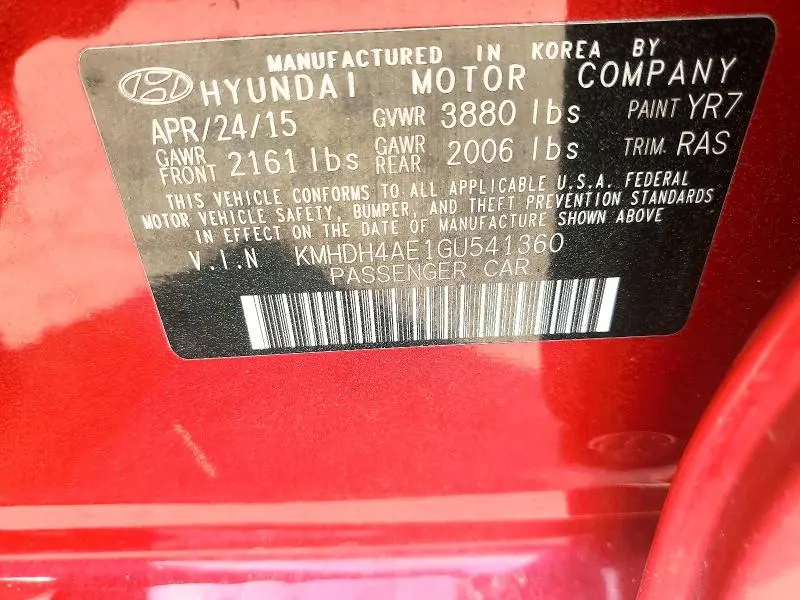 MANUFACTURED IN KOREA BY
HYUNDAI MOTOR COMPANY
APR/24/15 GVWR 3880 lbs PAINT YR7
GAWR FRONT 2161 lbs GAWR REAR 2006 lbs TRIM. RAS
THIS VEHICLE CONFORMS TO ALL APPLICABLE U.S.A. FEDERAL
MOTOR VEHICLE SAFETY, BUMPER, AND THEFT PREVENTION STANDARDS
IN EFFECT ON THE DATE OF MANUFACTURE SHOWN ABOVE
V.I.N KMHDH4AE1GU541360
PASSENGER CAR